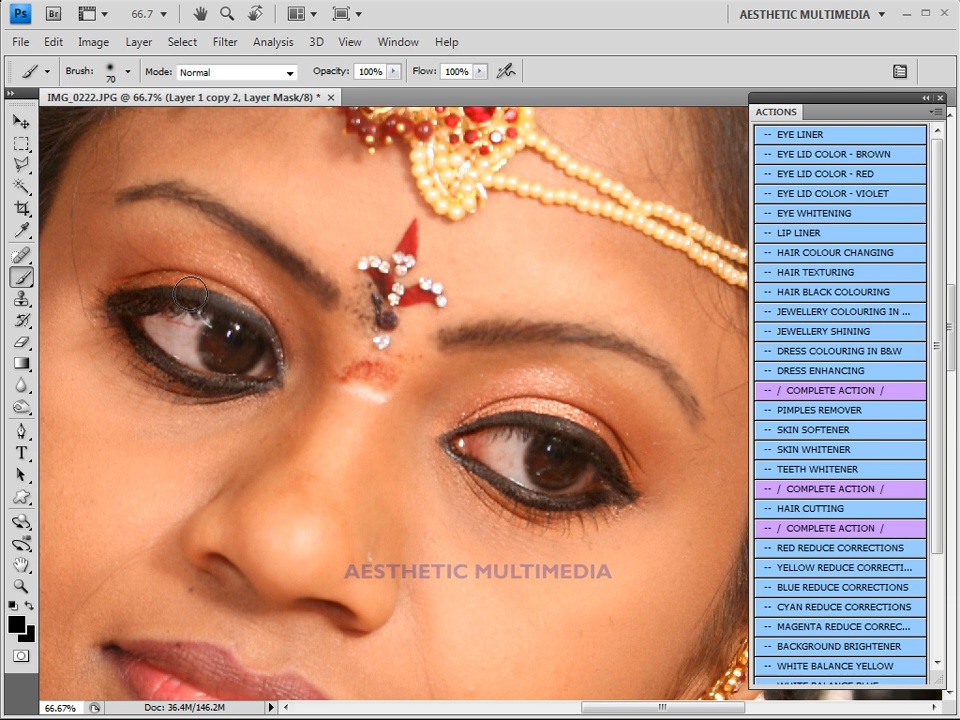 Ps Br 66.7 AESTHETIC MULTIMEDIA
File Edit Image Layer Select Filter Analysis 3D View Window Help
Brush: 70 Mode: Normal Opacity: 100% Flow: 100%
IMG_0222.JPG @ 66.7% (Layer 1 copy 2, Layer Mask/8) *
ACTIONS
-- EYE LINER
-- EYE LID COLOR - BROWN
-- EYE LID COLOR - RED
-- EYE LID COLOR - VIOLET
-- EYE WHITENING
-- LIP LINER
-- HAIR COLOUR CHANGING
-- HAIR TEXTURING
-- HAIR BLACK COLOURING
-- JEWELLERY COLOURING IN ...
-- JEWELLERY SHINING
-- DRESS COLOURING IN B&W
-- DRESS ENHANCING
-- / COMPLETE ACTION /
-- PIMPLES REMOVER
-- SKIN SOFTENER
-- SKIN WHITENER
-- TEETH WHITENER
-- / COMPLETE ACTION /
-- HAIR CUTTING
-- / COMPLETE ACTION /
-- RED REDUCE CORRECTIONS
-- YELLOW REDUCE CORRECTI...
-- BLUE REDUCE CORRECTIONS
-- CYAN REDUCE CORRECTIONS
-- MAGENTA REDUCE CORREC...
-- BACKGROUND BRIGHTENER
-- WHITE BALANCE YELLOW
AESTHETIC MULTIMEDIA
66.67% Doc: 36.4M/146.2M